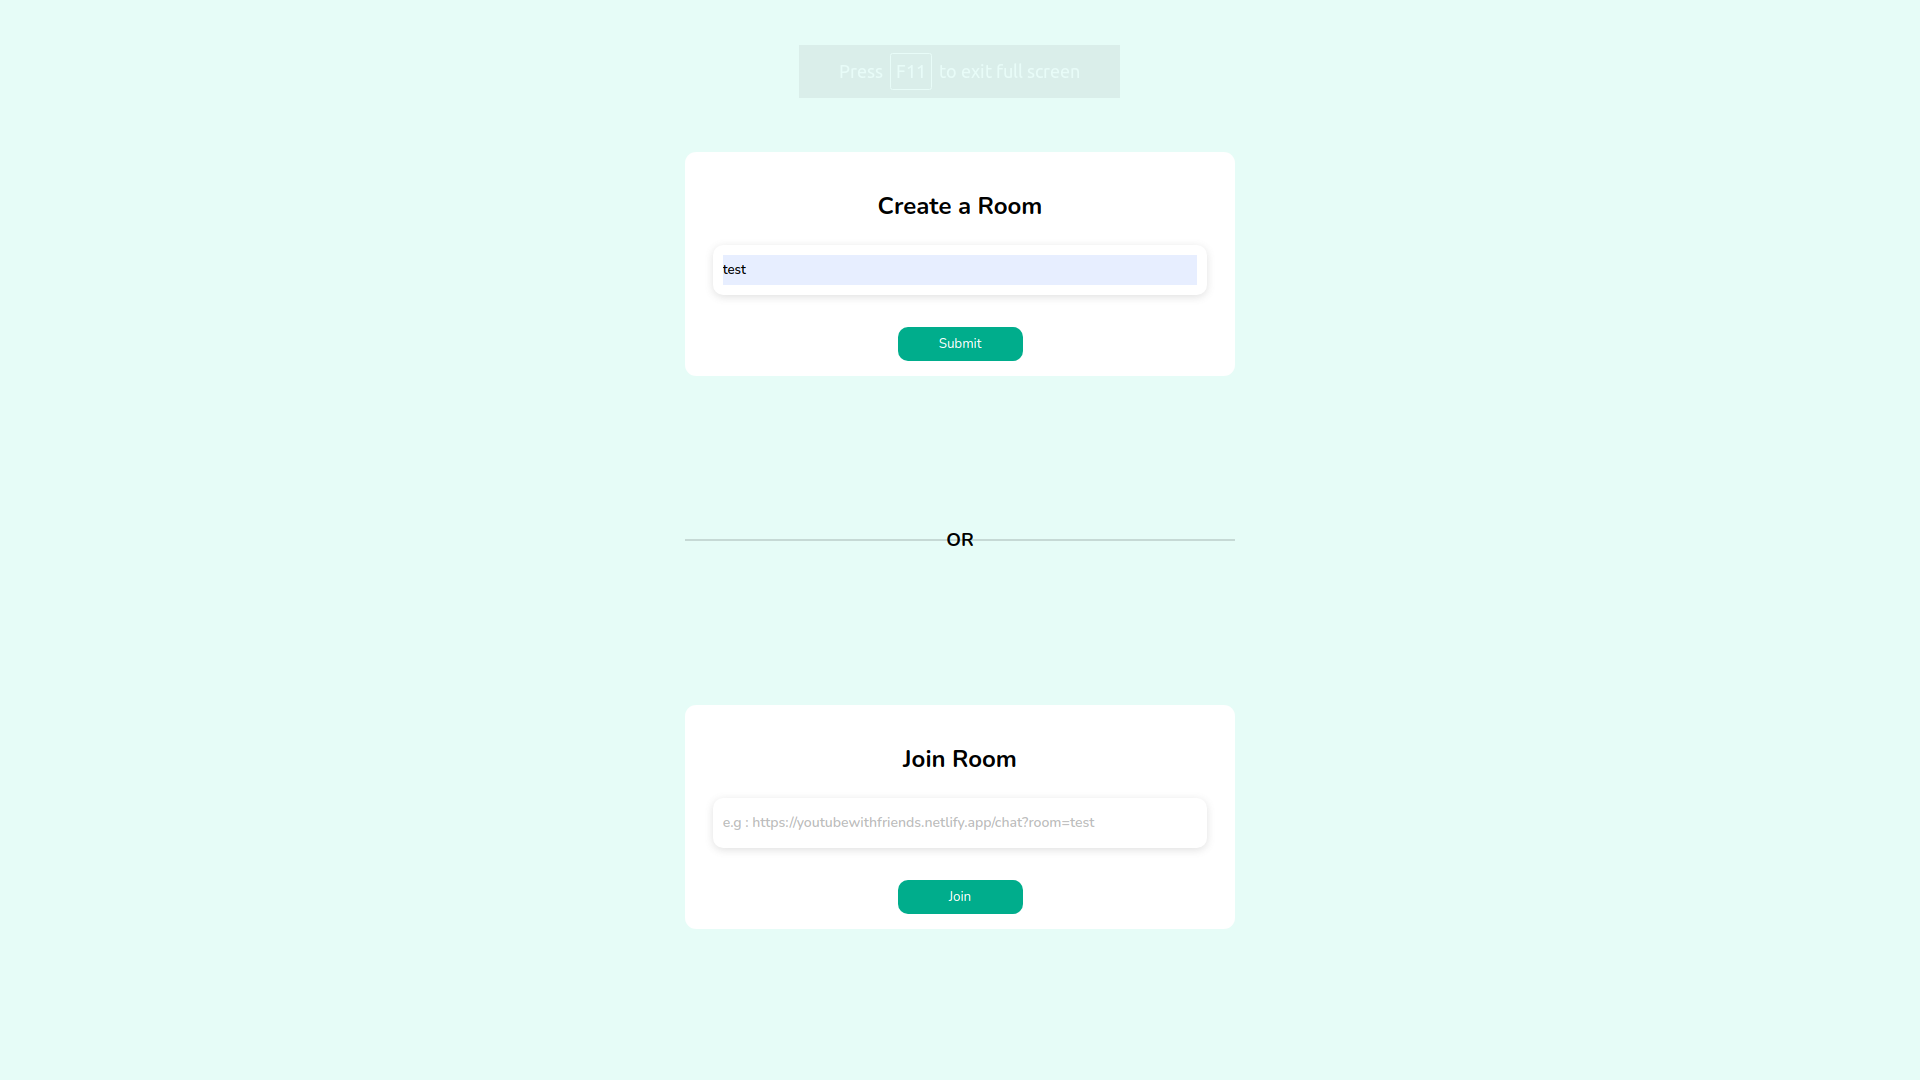 Press F11 to exit full screen
Create a Room
test
Submit
OR
Join Room
e.g : https://youtubewithfriends.netlify.app/chat?room=test
Join